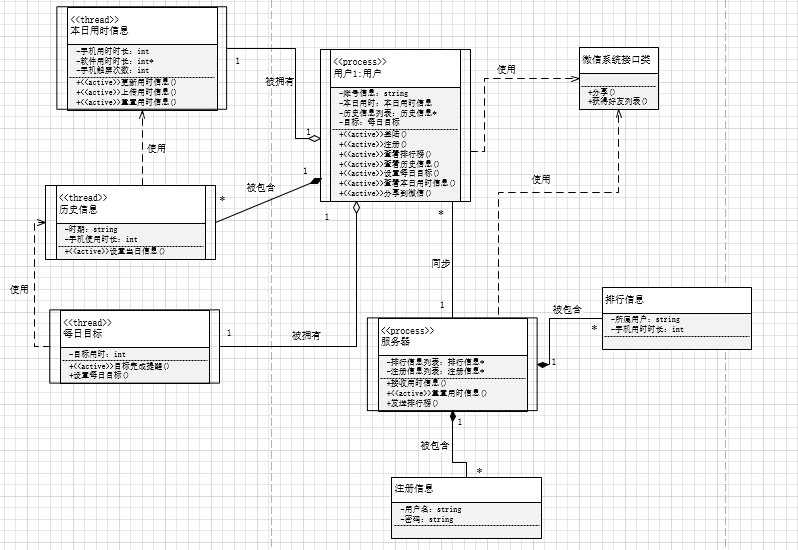 <<thread>>
本日用时信息
-手机用时时长: int
-软件用时时长: int*
-手机触屏次数: int
+<<active>>更新用时信息()
+<<active>>上传用时信息()
+<<active>>重置用时信息()
1
被拥有
1
<<process>>
用户1:用户
-账号信息: string
-本日用时: 本日用时信息
-历史信息列表: 历史信息*
-目标: 每日目标
+<<active>>登陆()
+<<active>>注册()
+<<active>>查看排行榜()
+<<active>>查看历史信息()
+<<active>>设置每日目标()
+<<active>>查看本日用时信息()
+<<active>>分享到微信()
使用
微信系统接口类
+分享()
+获得好友列表()
使用
使用
<<thread>>
历史信息
-时期: string
-手机使用时长: int
+<<active>>设置当日信息()
*
被包含
1
1
*
同步
1
使用
<<thread>>
每日目标
-目标用时: int
+<<active>>目标完成提醒()
+设置每日目标()
1
被拥有
<<process>>
服务器
-排行信息列表: 排行信息*
-注册信息列表: 注册信息*
+接收用时信息()
+<<active>>重置用时信息()
+发送排行榜()
1
被包含
*
排行信息
-所属用户: string
-手机用时时长: int
1
被包含
*
注册信息
-用户名: string
-密码: string